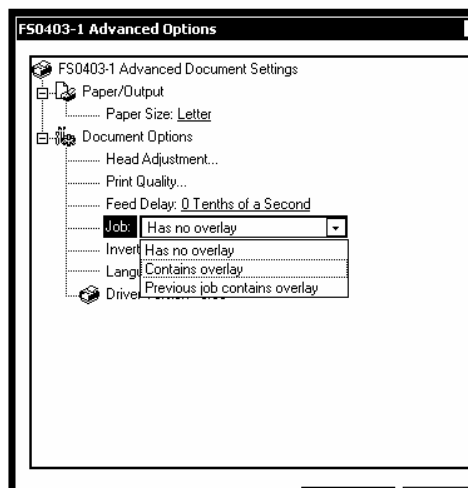 FS0403-1 Advanced Options
FS0403-1 Advanced Document Settings
Paper/Output
Paper Size: Letter
Document Options
Head Adjustment...
Print Quality...
Feed Delay: 0 Tenths of a Second
Job: Has no overlay
Invert Has no overlay
Contains overlay
Previous job contains overlay